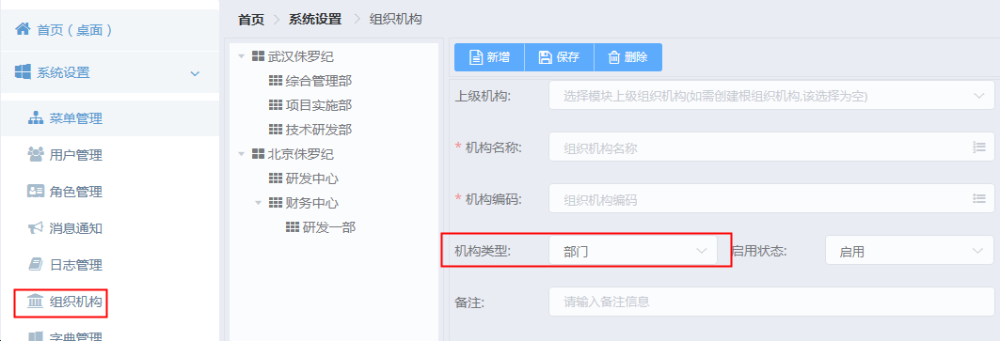 首页（桌面）
系统设置
菜单管理
用户管理
角色管理
消息通知
日志管理
组织机构
字典管理
首页 > 系统设置 > 组织机构
武汉侏罗纪
综合管理部
项目实施部
技术研发部
北京侏罗纪
研发中心
财务中心
研发一部
新增 保存 删除
上级机构: 选择模块上级组织机构(如需创建根组织机构,该选择为空)
* 机构名称: 组织机构名称
* 机构编码: 组织机构编码
机构类型: 部门 启用状态: 启用
备注: 请输入备注信息